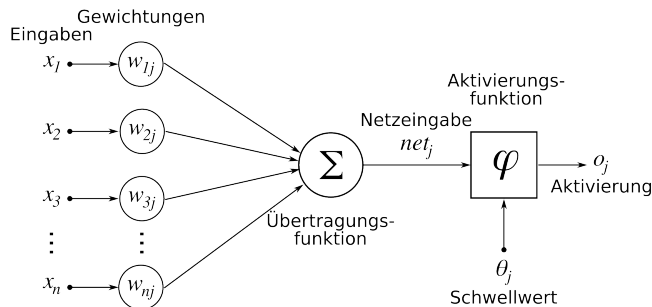 Gewichtungen
Eingaben
x₁ w₁ⱼ
Aktivierungs-
funktion
x₂ w₂ⱼ
Netzeingabe
netⱼ
Σ
φ
oⱼ
Aktivierung
x₃ w₃ⱼ
Übertragungs-
funktion
⋮ ⋮
θⱼ
Schwellwert
xₙ wₙⱼ